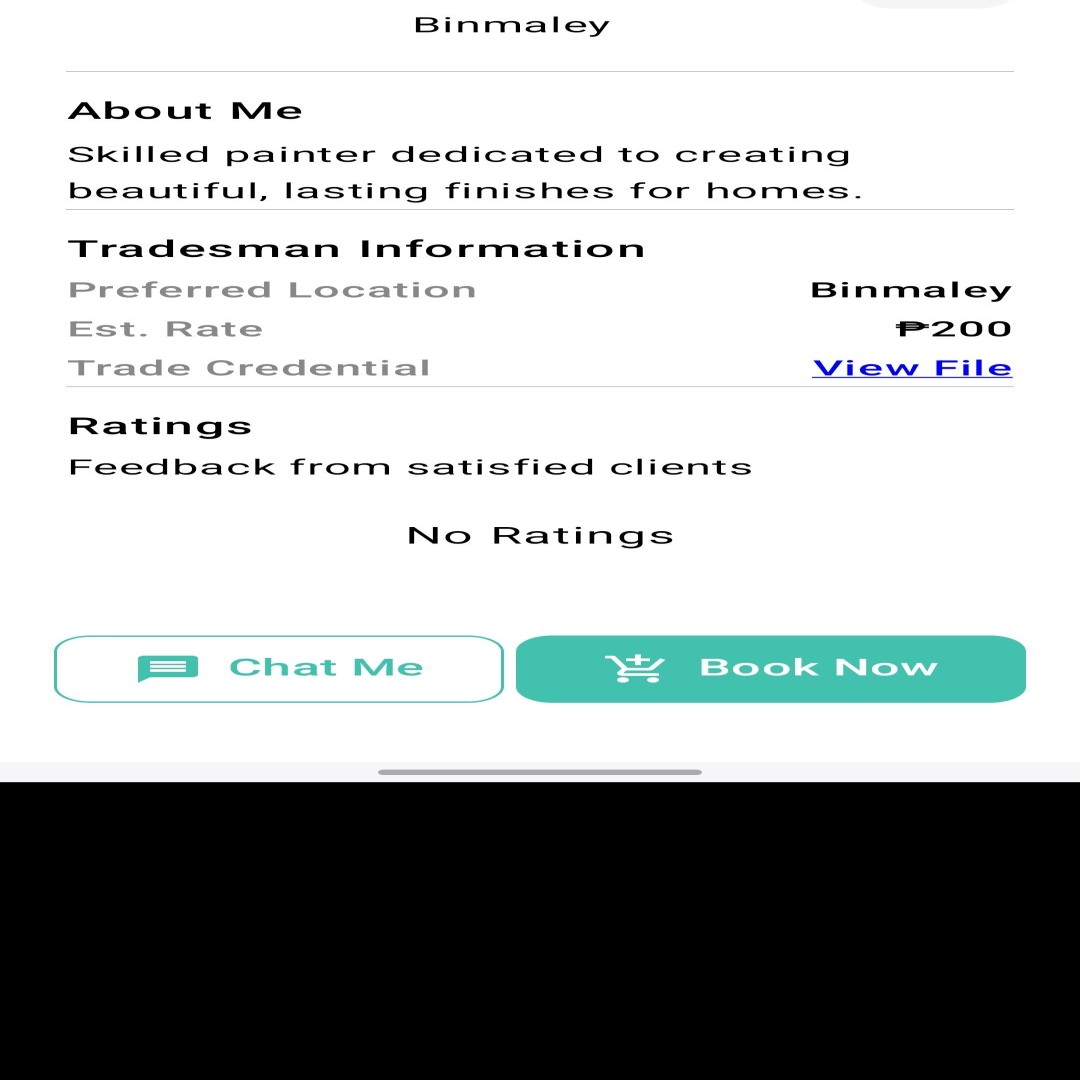 Binmaley
About Me
Skilled painter dedicated to creating
beautiful, lasting finishes for homes.
Tradesman Information
Preferred Location Binmaley
Est. Rate ₱200
Trade Credential View File
Ratings
Feedback from satisfied clients
No Ratings
Chat Me Book Now